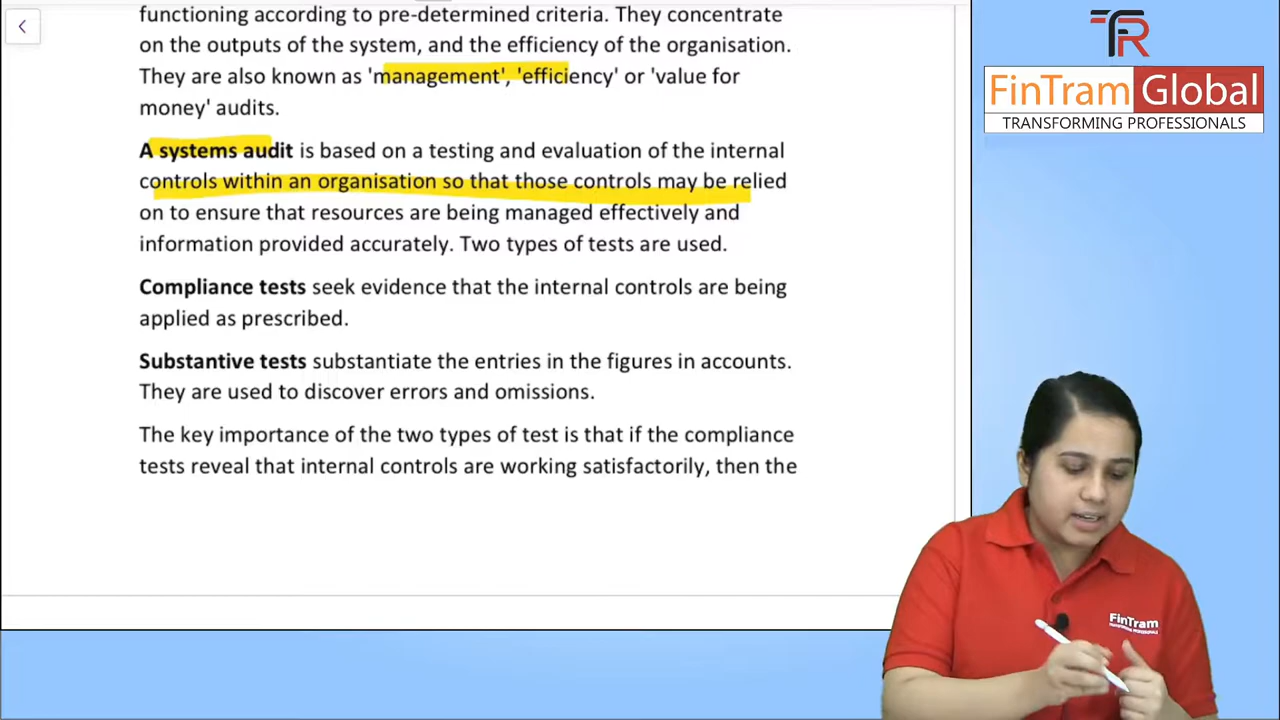 functioning according to pre-determined criteria. They concentrate
on the outputs of the system, and the efficiency of the organisation.
They are also known as 'management', 'efficiency' or 'value for
money' audits.
A systems audit is based on a testing and evaluation of the internal
controls within an organisation so that those controls may be relied
on to ensure that resources are being managed effectively and
information provided accurately. Two types of tests are used.
Compliance tests seek evidence that the internal controls are being
applied as prescribed.
Substantive tests substantiate the entries in the figures in accounts.
They are used to discover errors and omissions.
The key importance of the two types of test is that if the compliance
tests reveal that internal controls are working satisfactorily, then the
FR
FinTram Global
TRANSFORMING PROFESSIONALS
FinTram
TRANSFORMING PROFESSIONALS